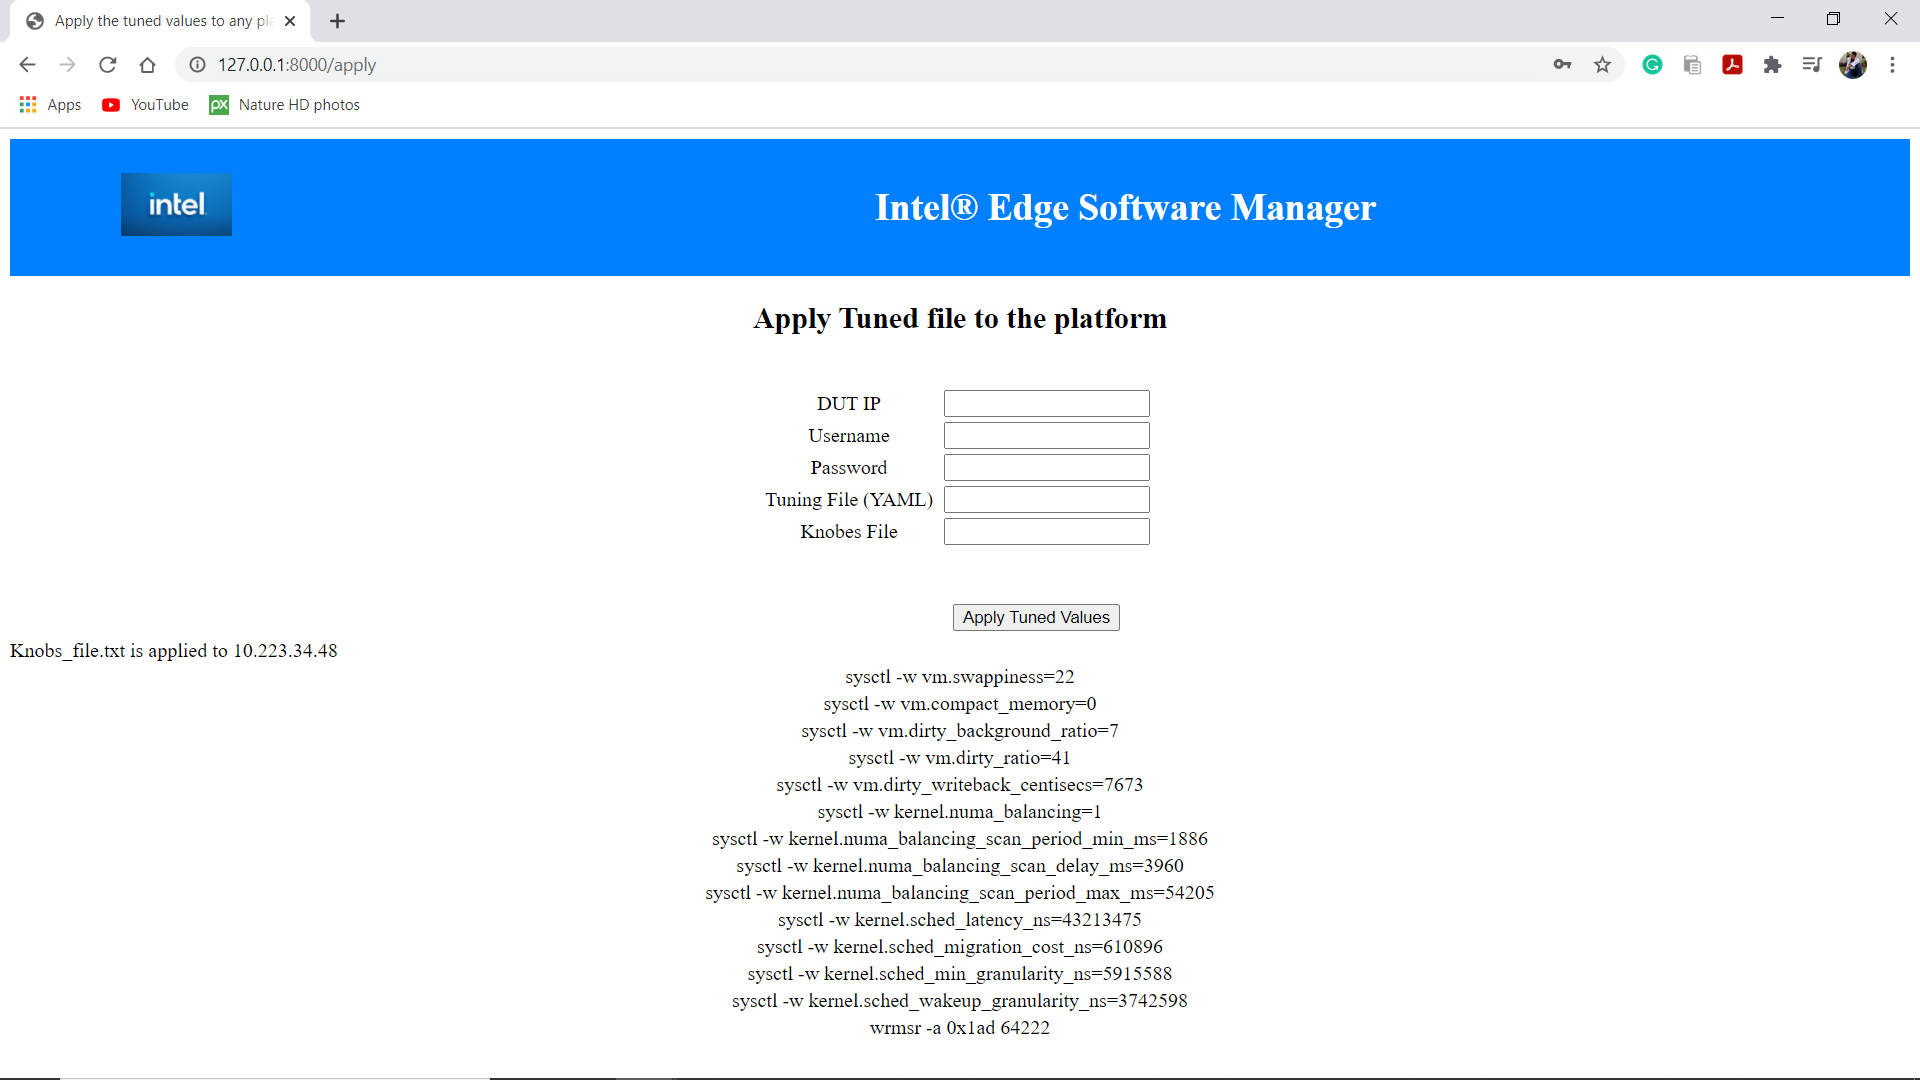 Apply the tuned values to any pla
127.0.0.1:8000/apply
Apps YouTube Nature HD photos
intel.
Intel® Edge Software Manager
Apply Tuned file to the platform
DUT IP
Username
Password
Tuning File (YAML)
Knobes File
Apply Tuned Values
Knobs_file.txt is applied to 10.223.34.48
sysctl -w vm.swappiness=22
sysctl -w vm.compact_memory=0
sysctl -w vm.dirty_background_ratio=7
sysctl -w vm.dirty_ratio=41
sysctl -w vm.dirty_writeback_centisecs=7673
sysctl -w kernel.numa_balancing=1
sysctl -w kernel.numa_balancing_scan_period_min_ms=1886
sysctl -w kernel.numa_balancing_scan_delay_ms=3960
sysctl -w kernel.numa_balancing_scan_period_max_ms=54205
sysctl -w kernel.sched_latency_ns=43213475
sysctl -w kernel.sched_migration_cost_ns=610896
sysctl -w kernel.sched_min_granularity_ns=5915588
sysctl -w kernel.sched_wakeup_granularity_ns=3742598
wrmsr -a 0x1ad 64222